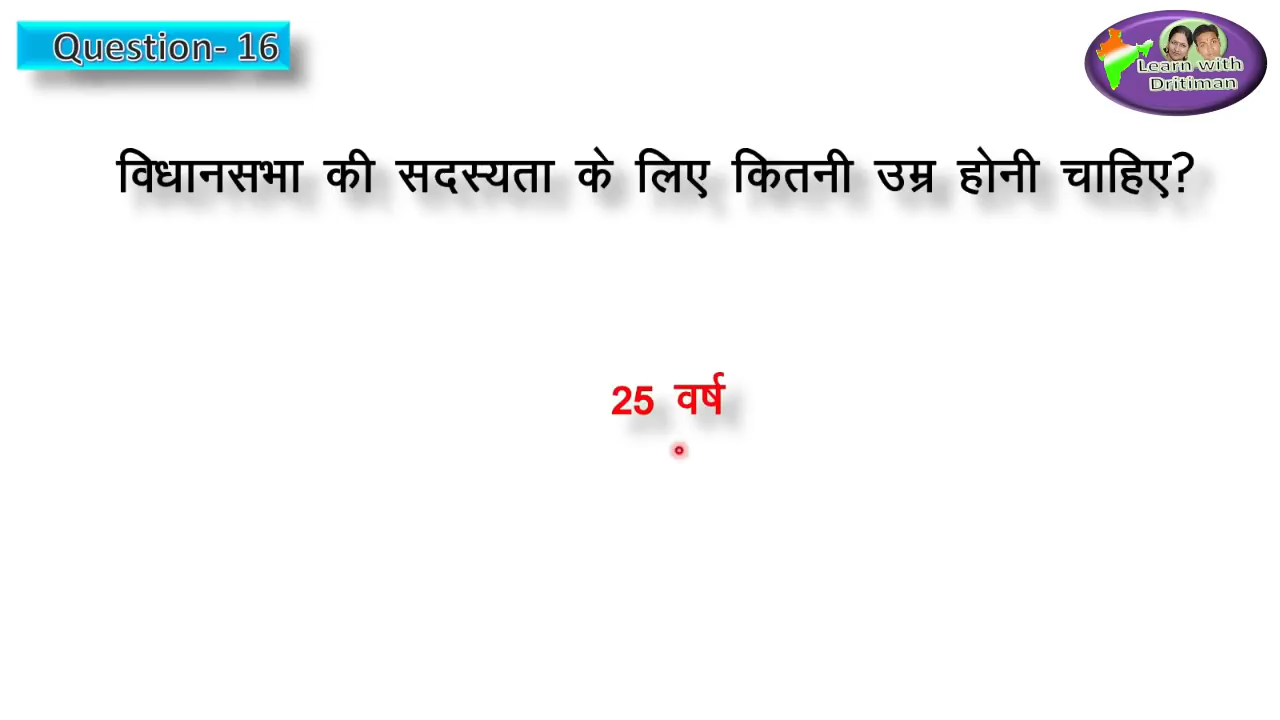 Question- 16
Learn with
Dritiman
विधानसभा की सदस्यता के लिए कितनी उम्र होनी चाहिए?
25 वर्ष